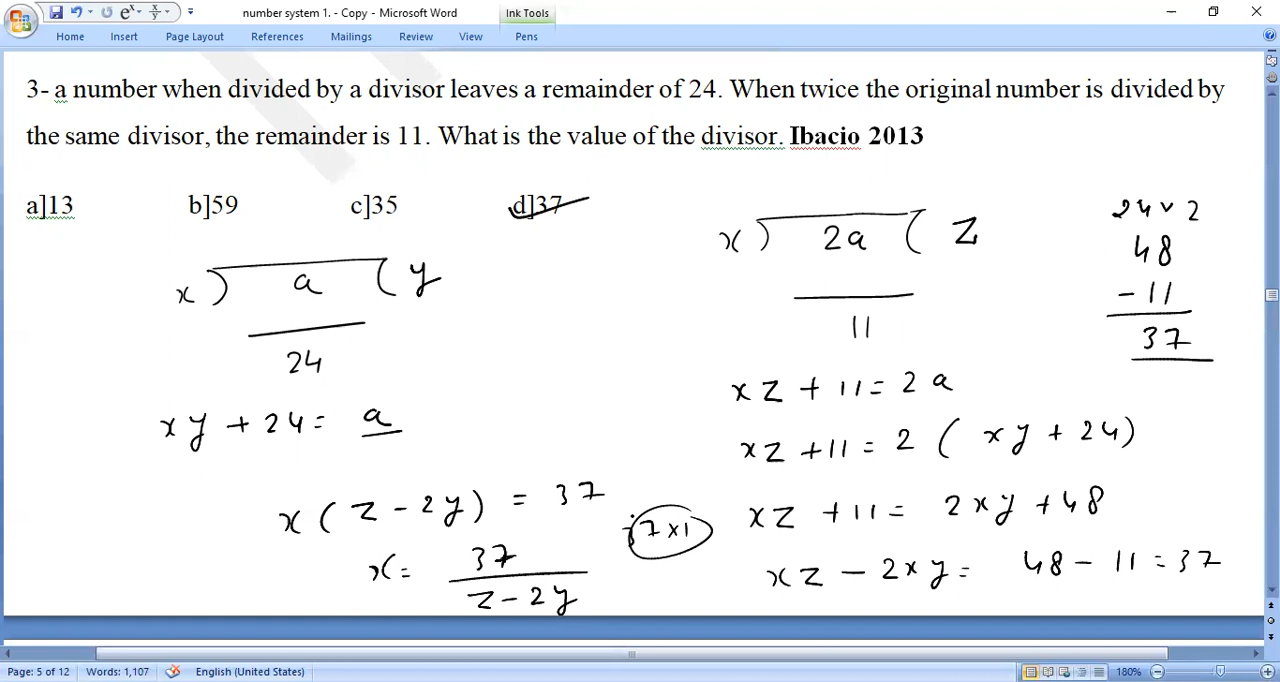 number system 1. - Copy - Microsoft Word
Ink Tools
Home Insert Page Layout References Mailings Review View Pens
3- a number when divided by a divisor leaves a remainder of 24. When twice the original number is divided by
the same divisor, the remainder is 11. What is the value of the divisor. Ibacio 2013
a]13 b]59 c]35 d]37
x) a ( y
24
xy + 24 = a
x ( z - 2y ) = 37
x = 37
z - 2y
37 x 1
x) 2a ( z
11
xz + 11 = 2a
xz + 11 = 2 ( xy + 24)
xz + 11 = 2xy + 48
xz - 2xy = 48 - 11 = 37
24 x 2
48
- 11
37
Page: 5 of 12 Words: 1,107 English (United States) 180%